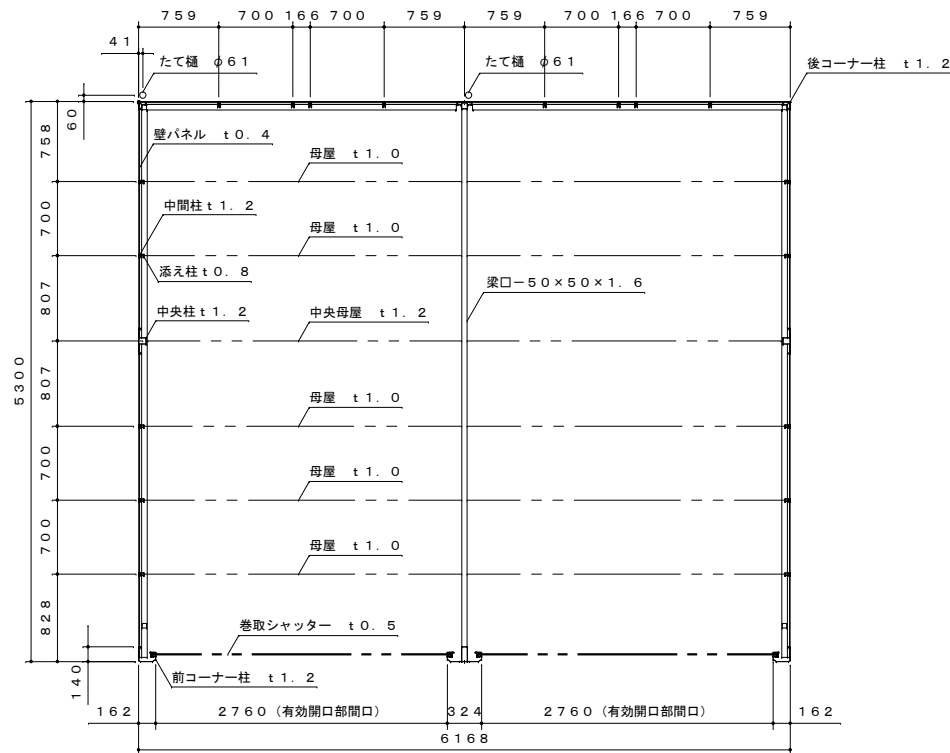 759 700 166 700 759 759 700 166 700 759
41
たて樋 φ61 たて樋 φ61
後コーナー柱 t1.2
60
758
壁パネル t0.4
母屋 t1.0
700
中間柱t1.2
母屋 t1.0
添え柱t0.8
梁口ー50×50×1.6
807
中央柱t1.2
中央母屋 t1.2
5300
807
母屋 t1.0
700
母屋 t1.0
700
母屋 t1.0
828
巻取シャッター t0.5
140
前コーナー柱 t1.2
162 2760(有効開口部間口) 324 2760(有効開口部間口) 162
6168